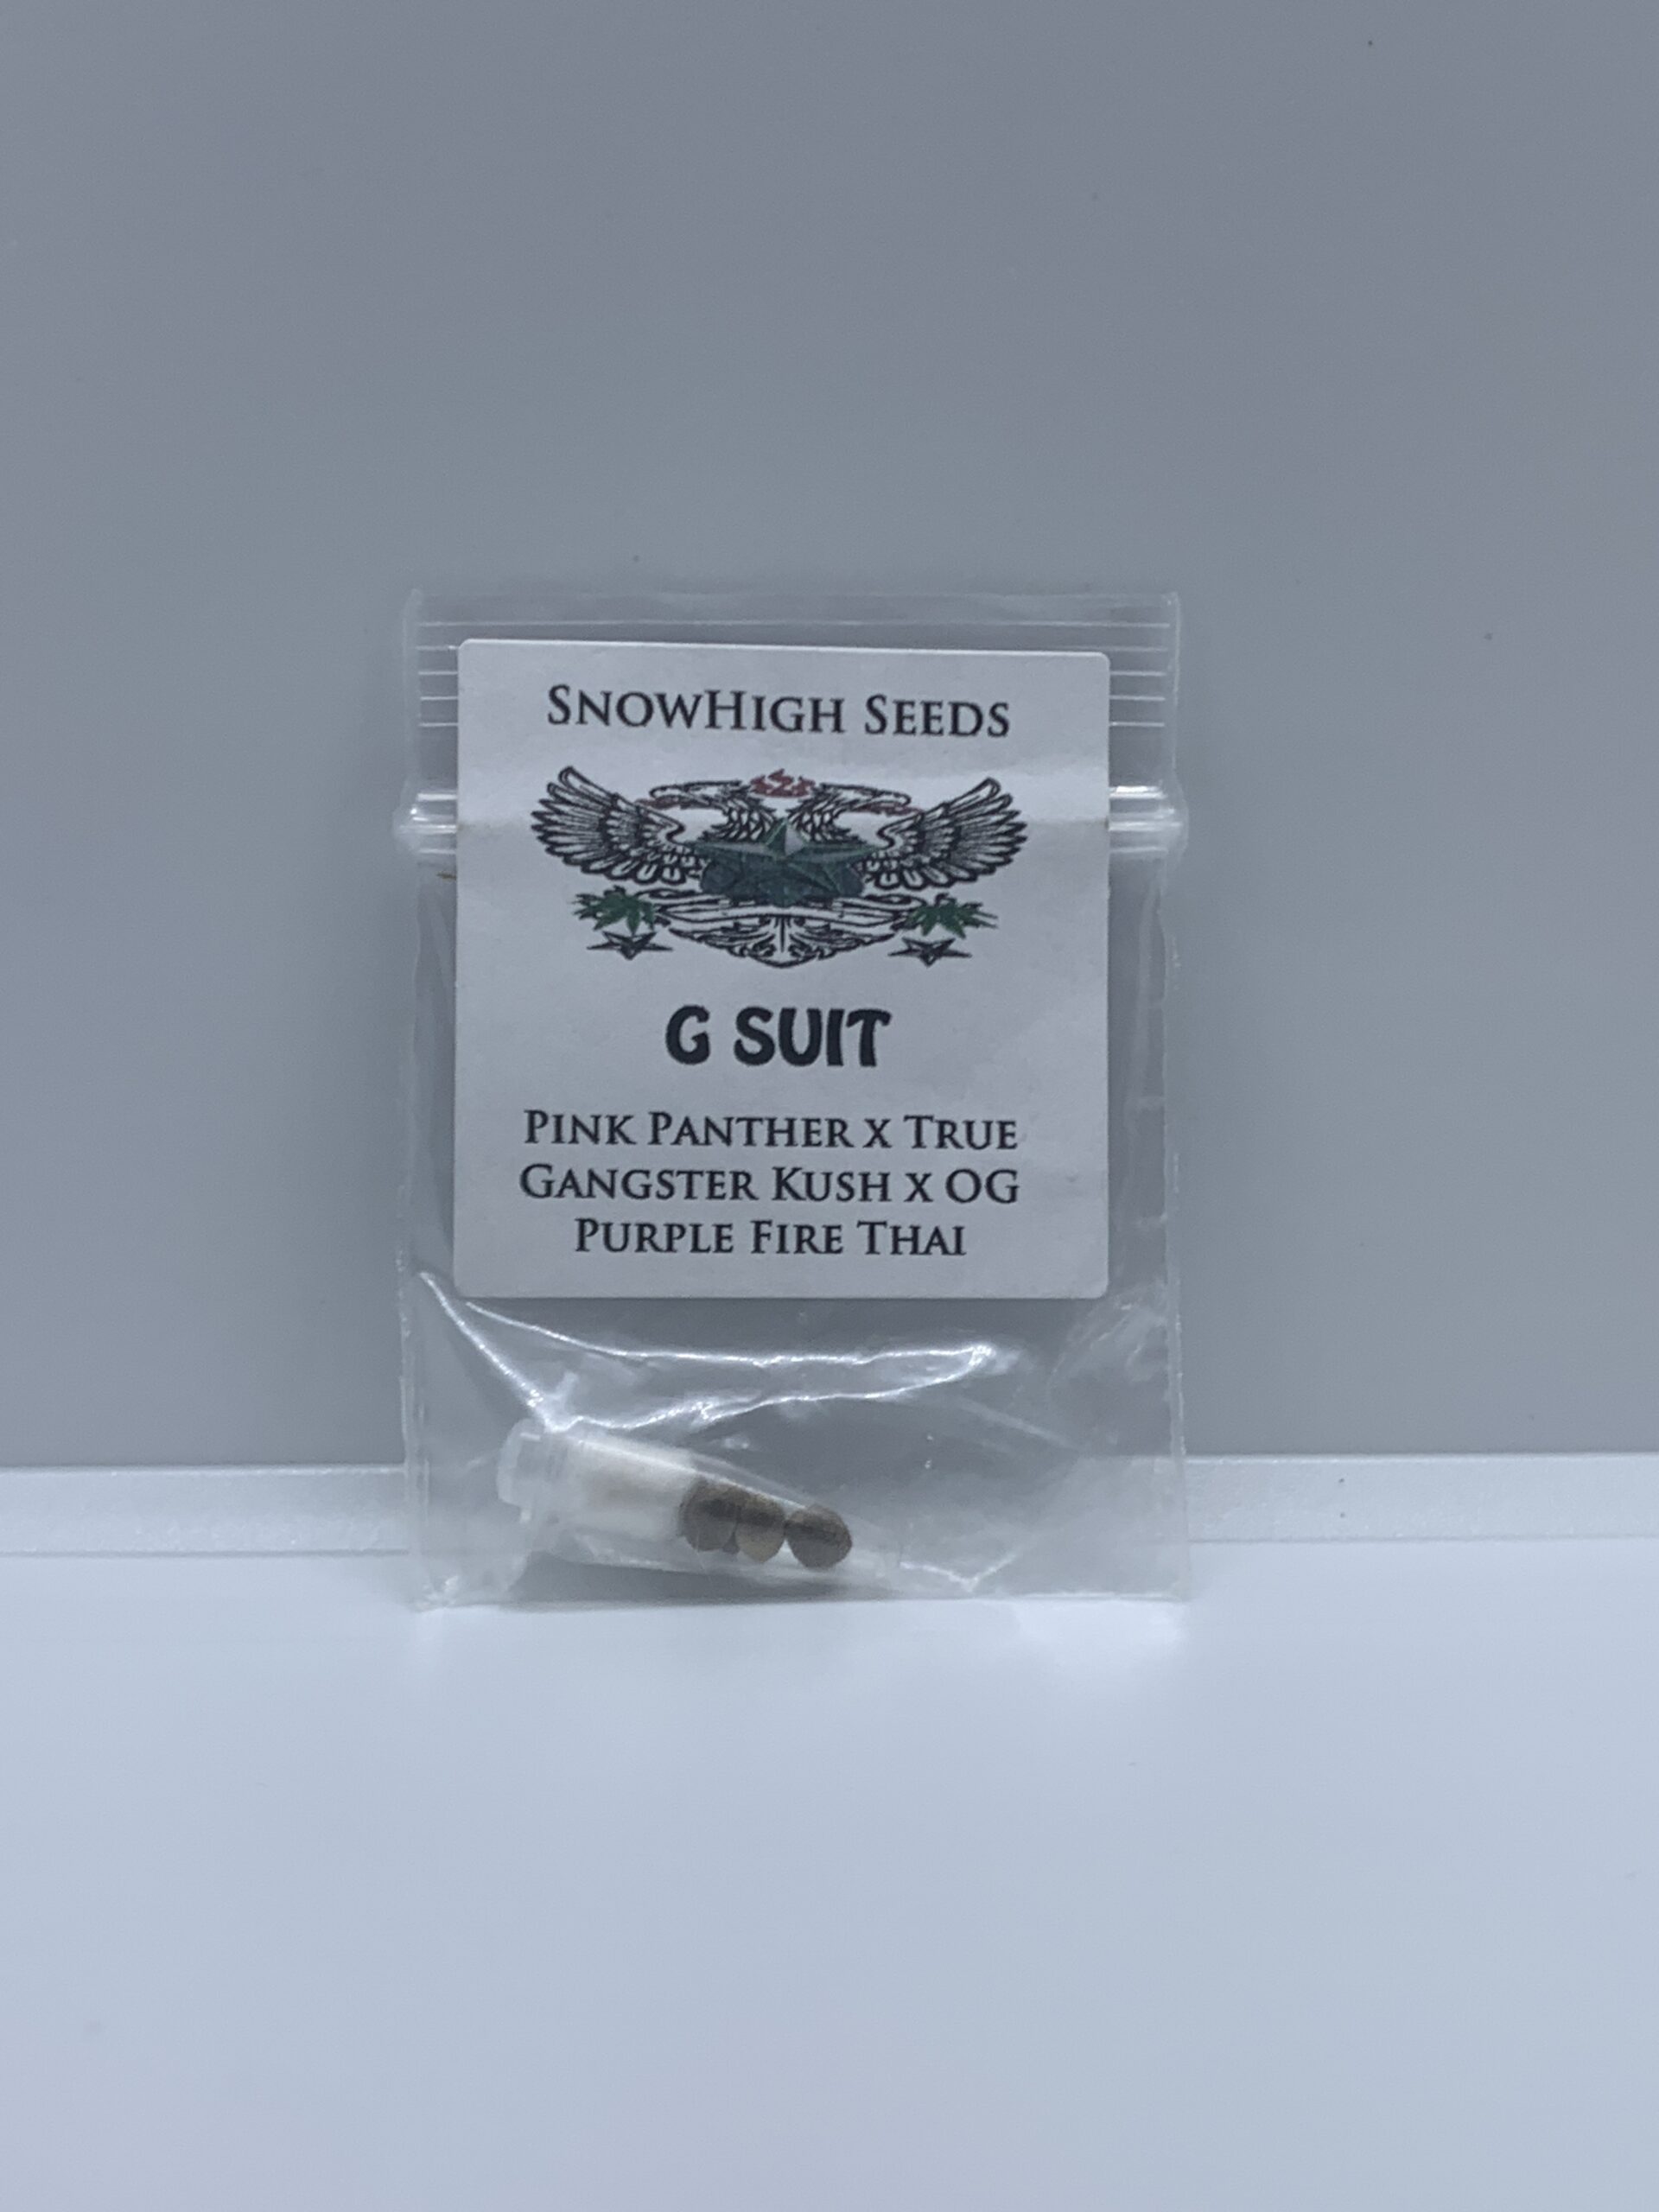 SnowHigh Seeds
G SUIT
Pink Panther x True
Gangster Kush x OG
Purple Fire Thai